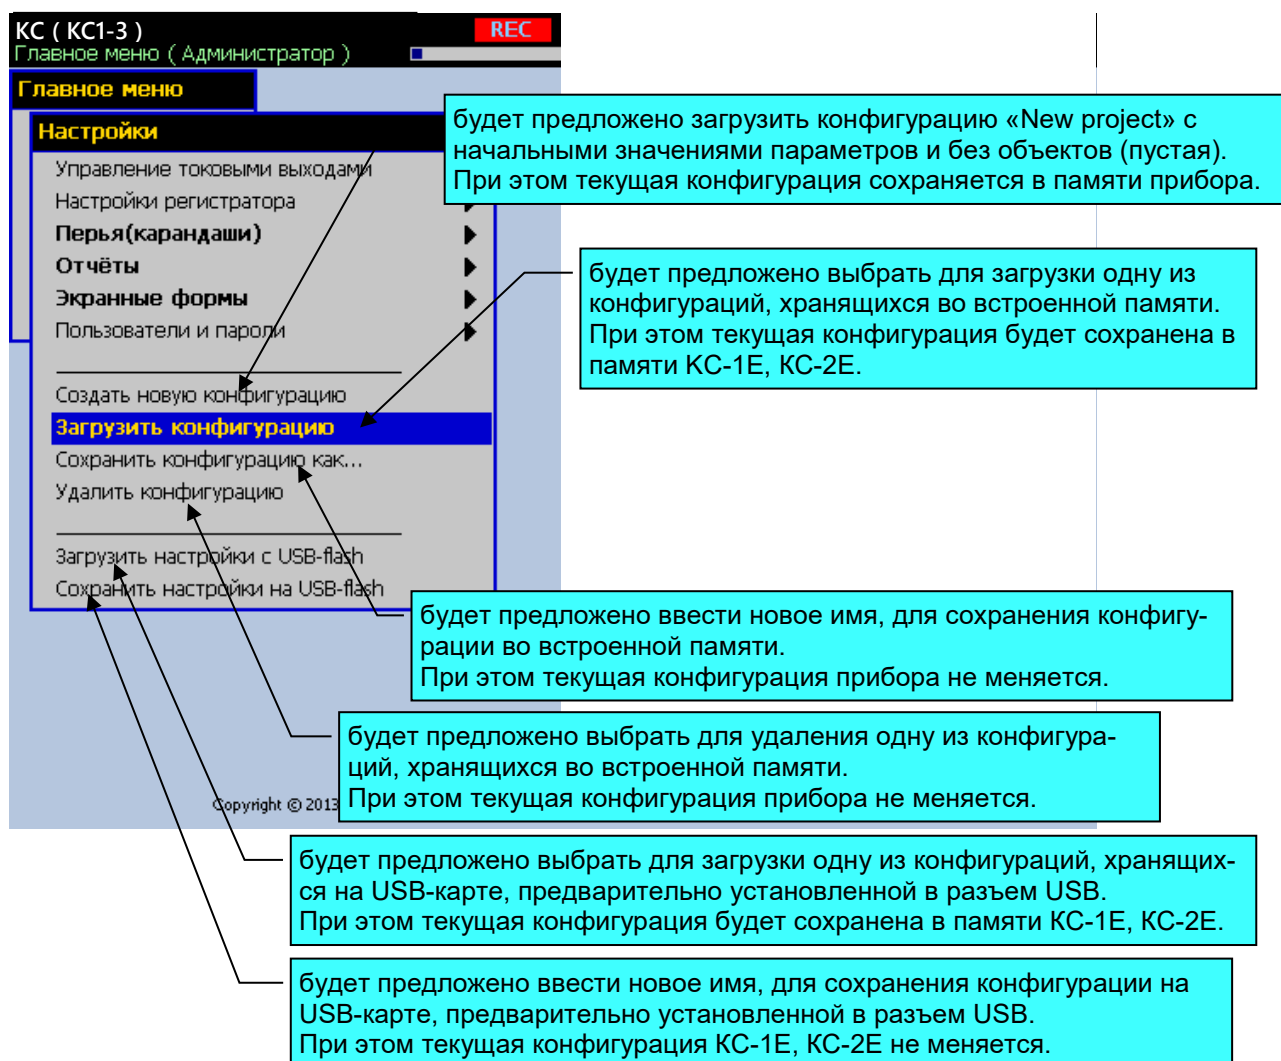 КС ( КС1-3 )
REC
Главное меню ( Администратор )
Главное меню
Настройки
Управление токовыми выходами
Настройки регистратора
Перья(карандаши)
Отчёты
Экранные формы
Пользователи и пароли
Создать новую конфигурацию
Загрузить конфигурацию
Сохранить конфигурацию как...
Удалить конфигурацию
Загрузить настройки с USB-flash
Сохранить настройки на USB-flash
Copyright © 2013
будет предложено загрузить конфигурацию «New project» с
начальными значениями параметров и без объектов (пустая).
При этом текущая конфигурация сохраняется в памяти прибора.
будет предложено выбрать для загрузки одну из
конфигураций, хранящихся во встроенной памяти.
При этом текущая конфигурация будет сохранена в
памяти КС-1Е, КС-2Е.
будет предложено ввести новое имя, для сохранения конфигу-
рации во встроенной памяти.
При этом текущая конфигурация прибора не меняется.
будет предложено выбрать для удаления одну из конфигура-
ций, хранящихся во встроенной памяти.
При этом текущая конфигурация прибора не меняется.
будет предложено выбрать для загрузки одну из конфигураций, хранящих-
ся на USB-карте, предварительно установленной в разъем USB.
При этом текущая конфигурация будет сохранена в памяти КС-1Е, КС-2Е.
будет предложено ввести новое имя, для сохранения конфигурации на
USB-карте, предварительно установленной в разъем USB.
При этом текущая конфигурация КС-1Е, КС-2Е не меняется.